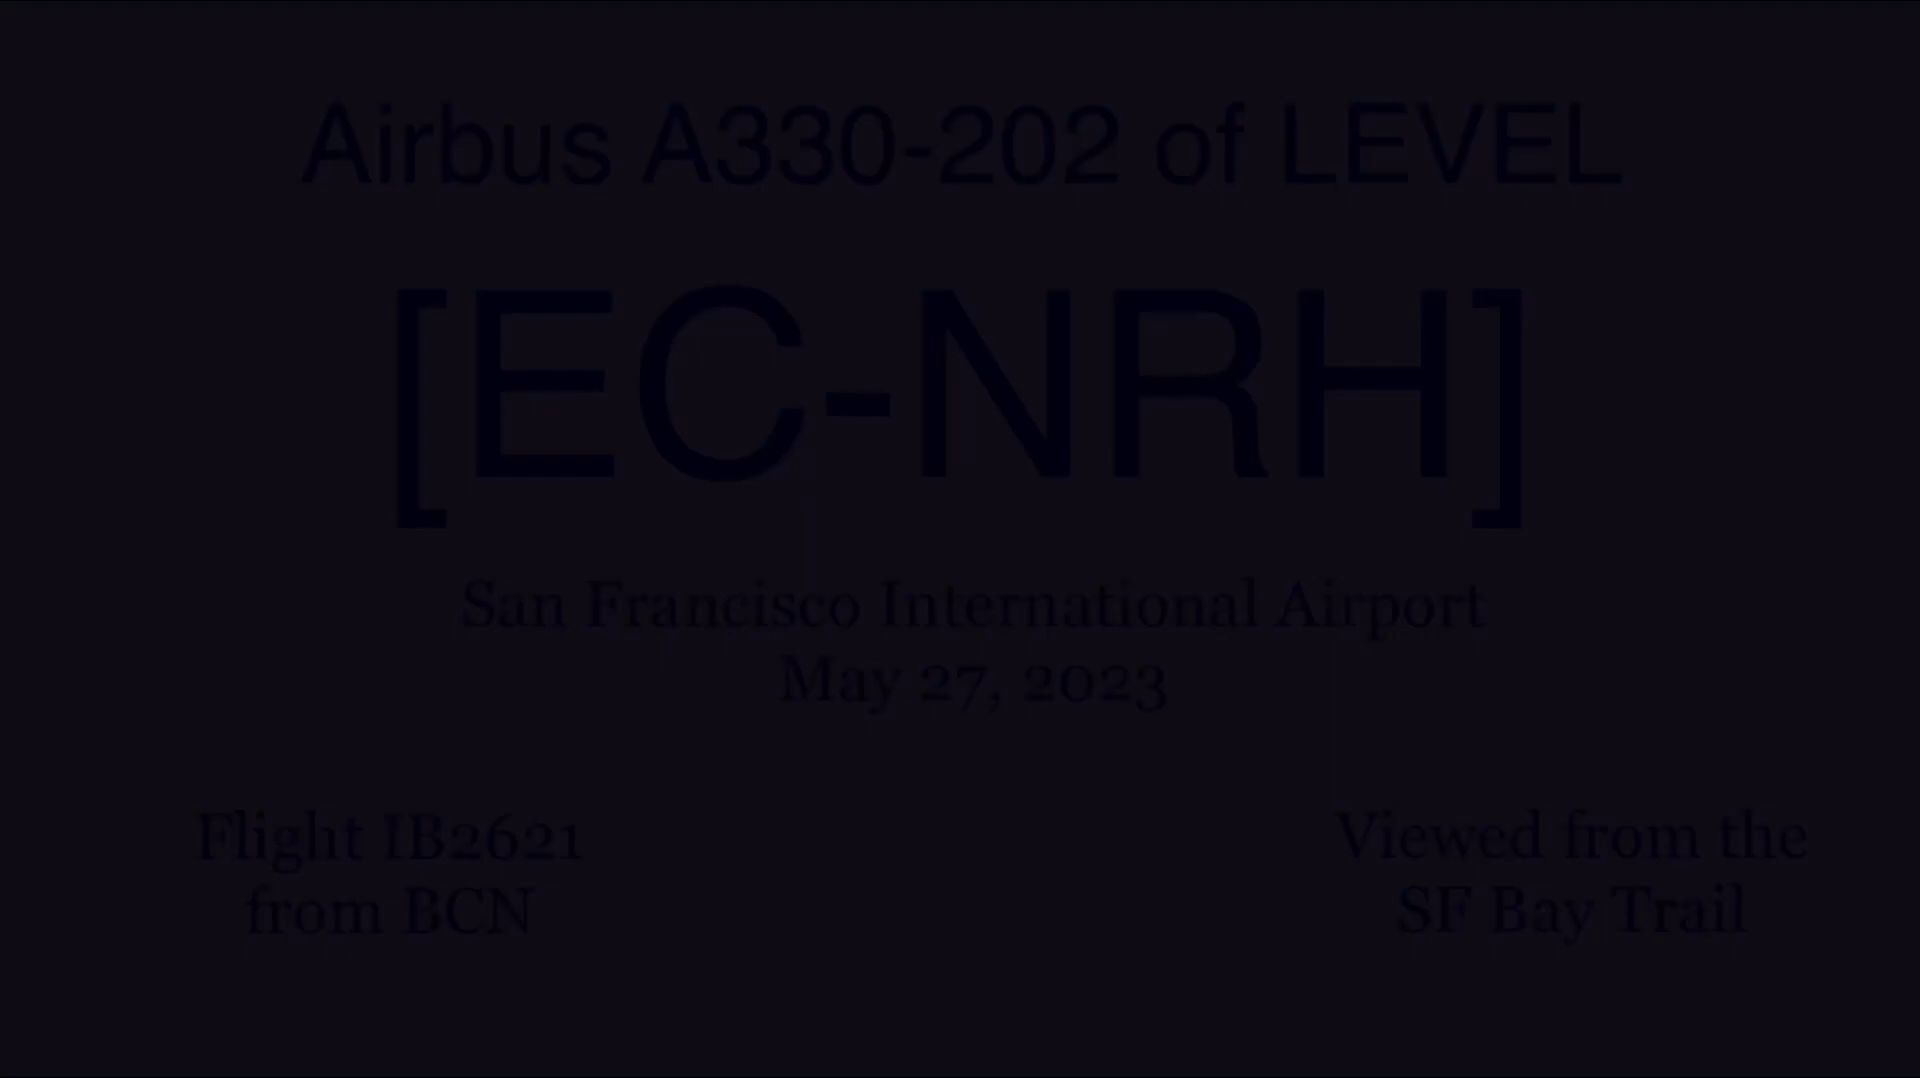 Airbus A330-202 of LEVEL
[EC-NRH]
San Francisco International Airport
May 27, 2023
Flight IB2621
from BCN
Viewed from the
SF Bay Trail